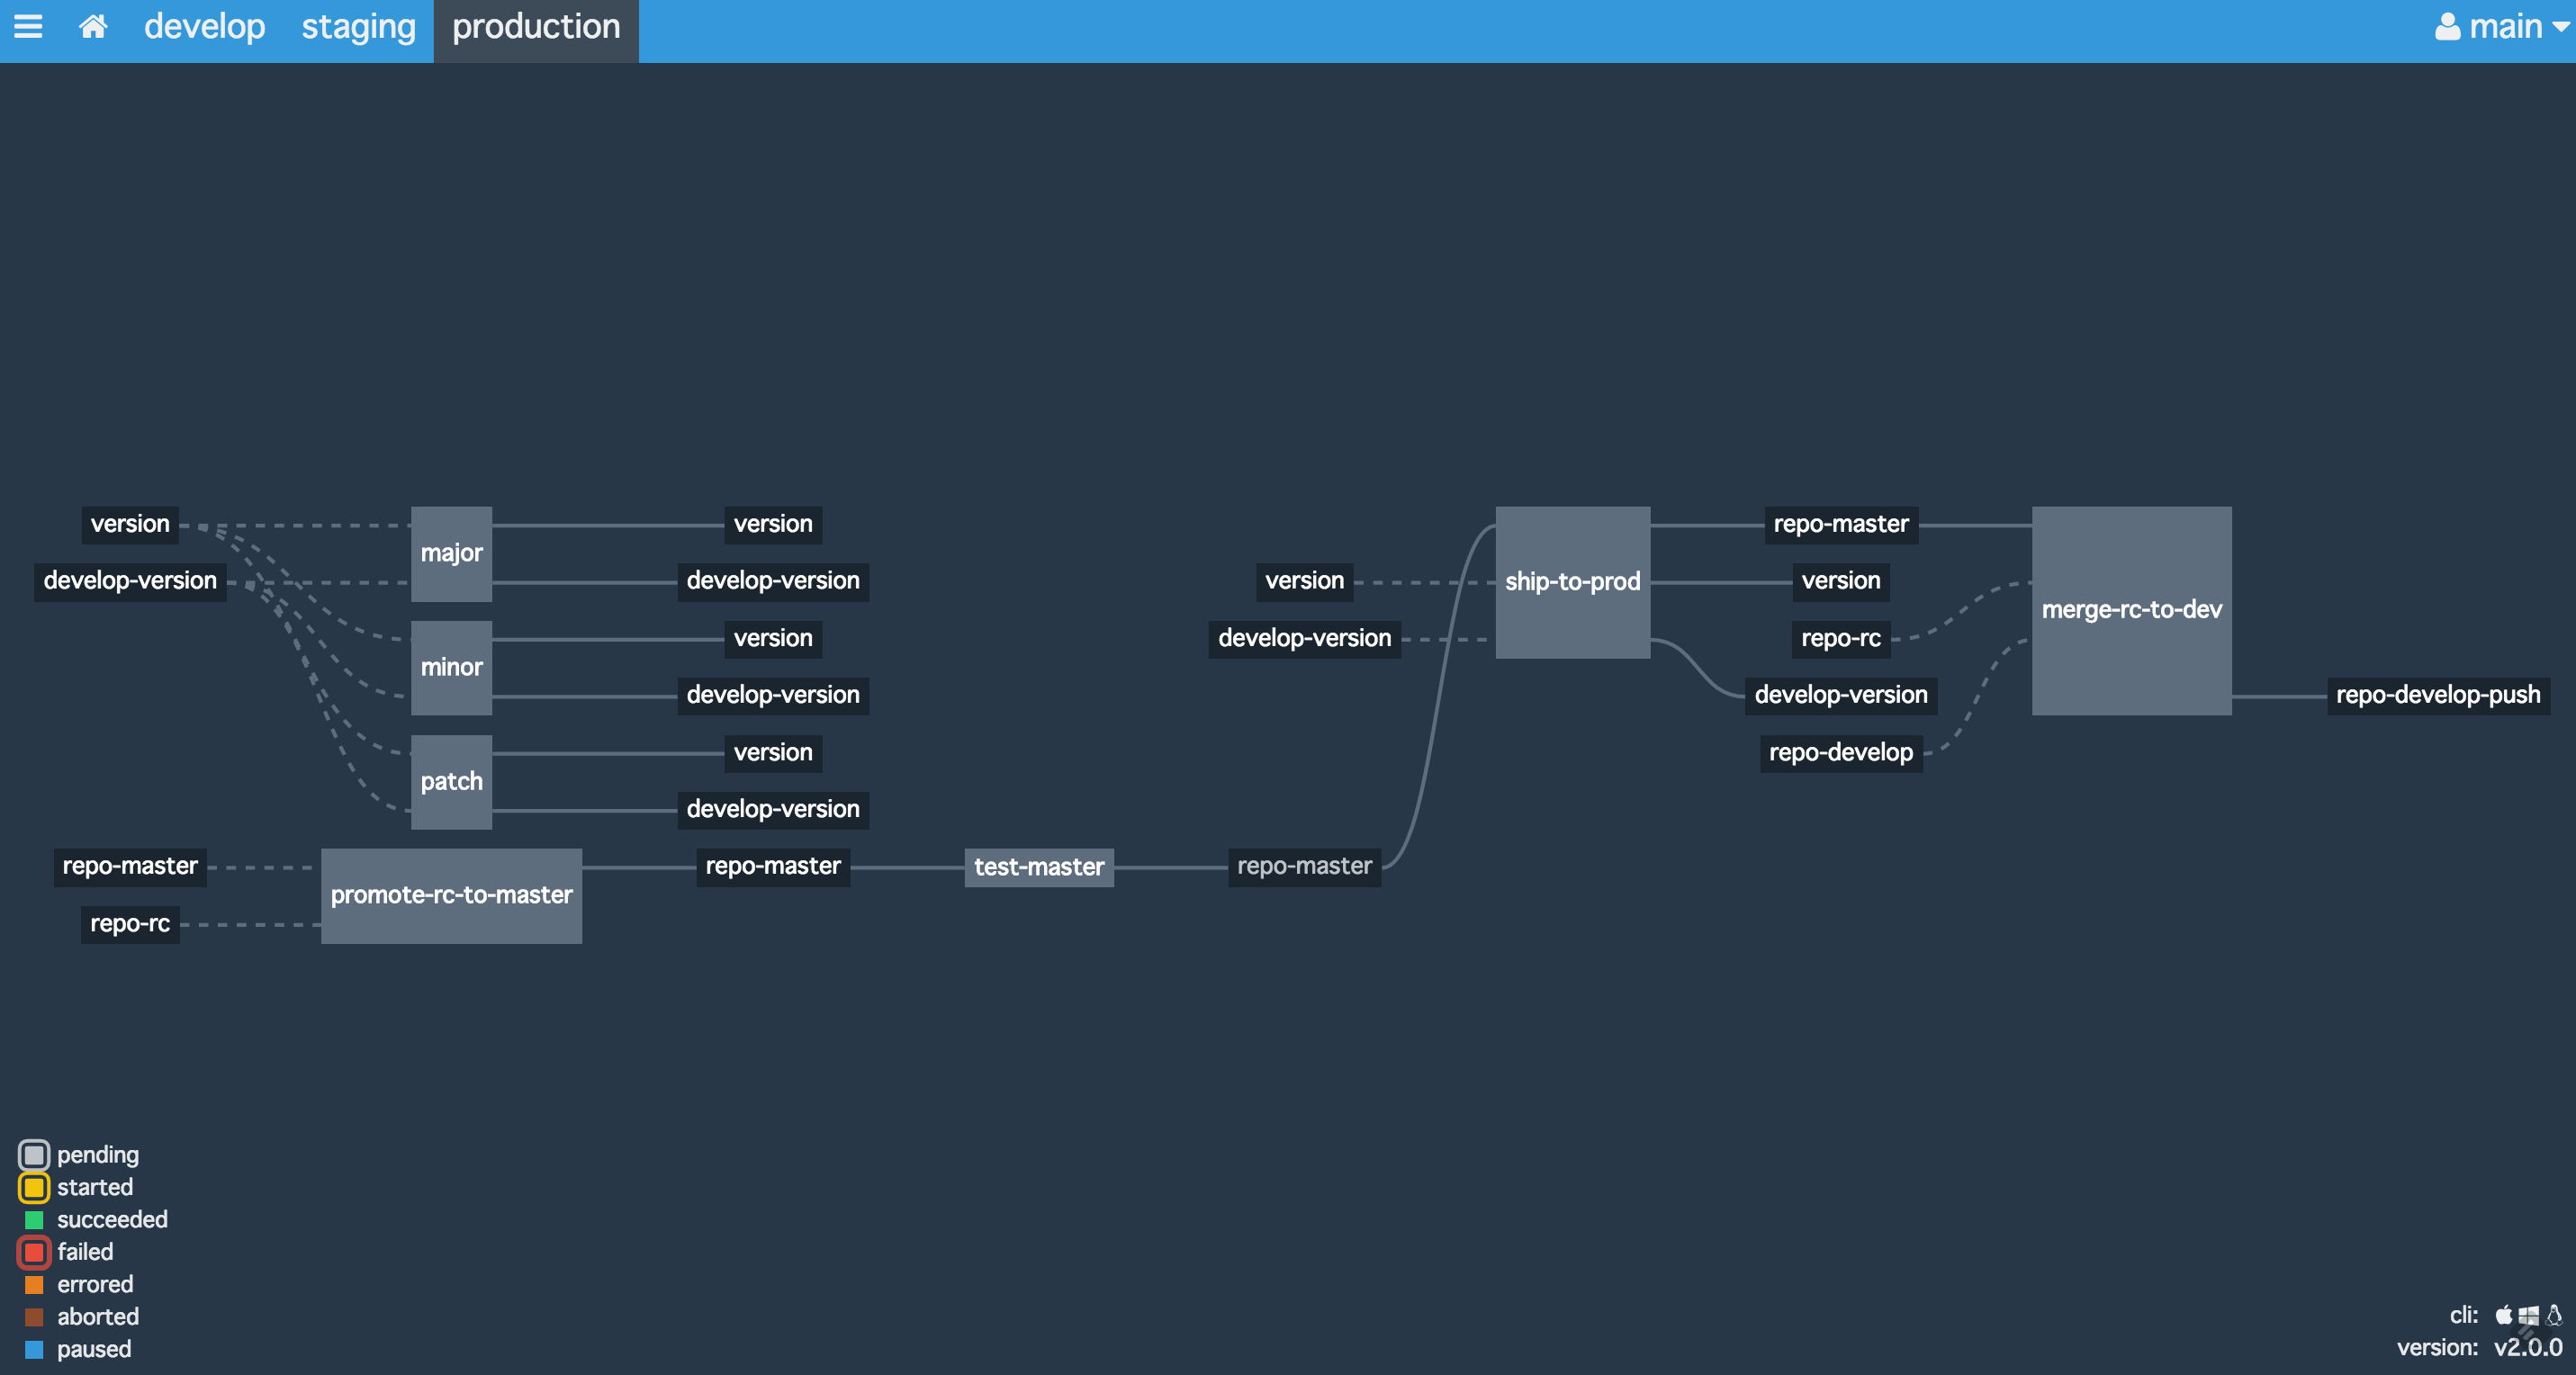 develop staging production main
version
develop-version
major
version
develop-version
minor
version
develop-version
patch
version
develop-version
repo-master
repo-rc
promote-rc-to-master
repo-master
test-master
repo-master
version
develop-version
ship-to-prod
repo-master
version
repo-rc
develop-version
repo-develop
merge-rc-to-dev
repo-develop-push
pending
started
succeeded
failed
errored
aborted
paused
cli:
version: v2.0.0